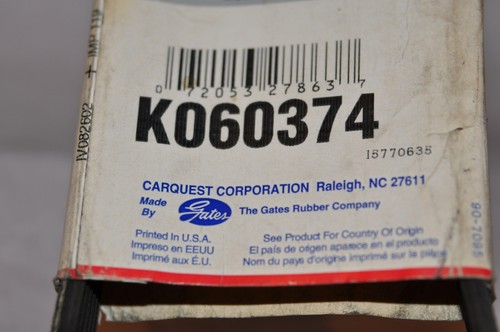 0 72053 27863 7
K060374
I5770635
CARQUEST CORPORATION Raleigh, NC 27611
Made By Gates The Gates Rubber Company
Printed In U.S.A.
Impreso en EEUU
Imprimé aux É.U.
See Product For Country Of Origin
El país de origen aparece en el producto
Nom du pays d'origine imprimé sur la pièce
IV082602 + IMP 119
90-7095